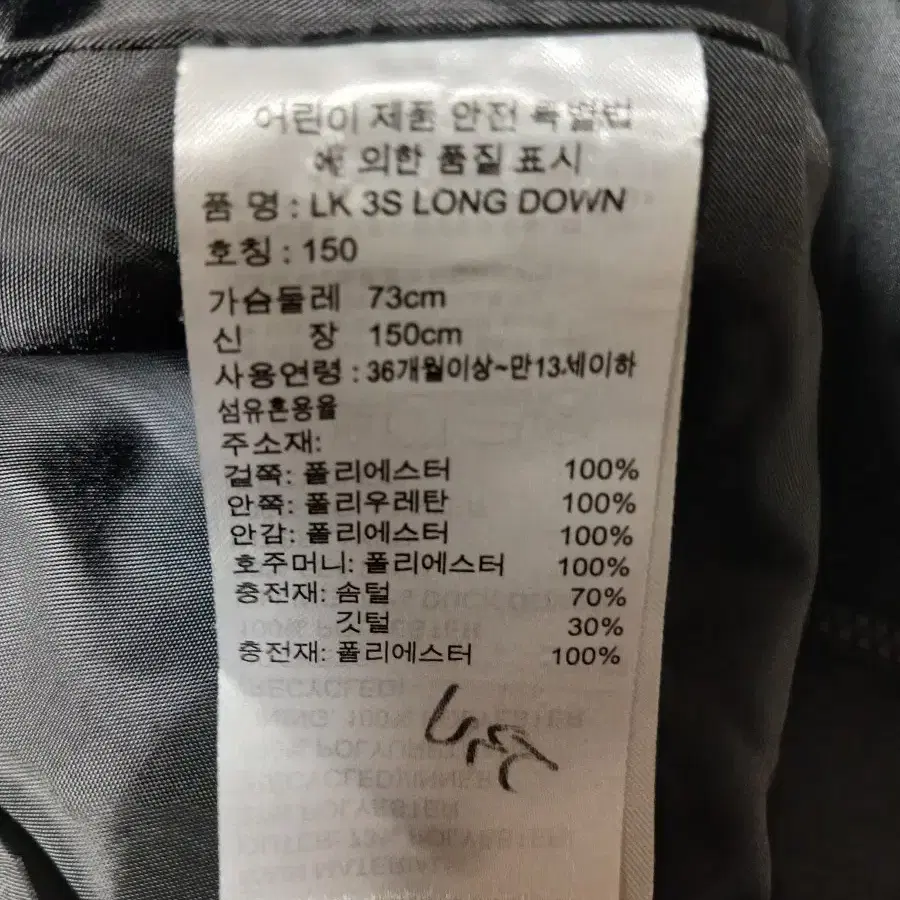 어린이 제품 안전 특별법
에 의한 품질 표시
품 명 : LK 3S LONG DOWN
호칭 : 150
가슴둘레 73cm
신 장 150cm
사용연령 : 36개월이상~만13세이하
섬유혼용율
주소재:
겉쪽: 폴리에스터 100%
안쪽: 폴리우레탄 100%
안감: 폴리에스터 100%
호주머니: 폴리에스터 100%
충전재: 솜털 70%
깃털 30%
충전재: 폴리에스터 100%